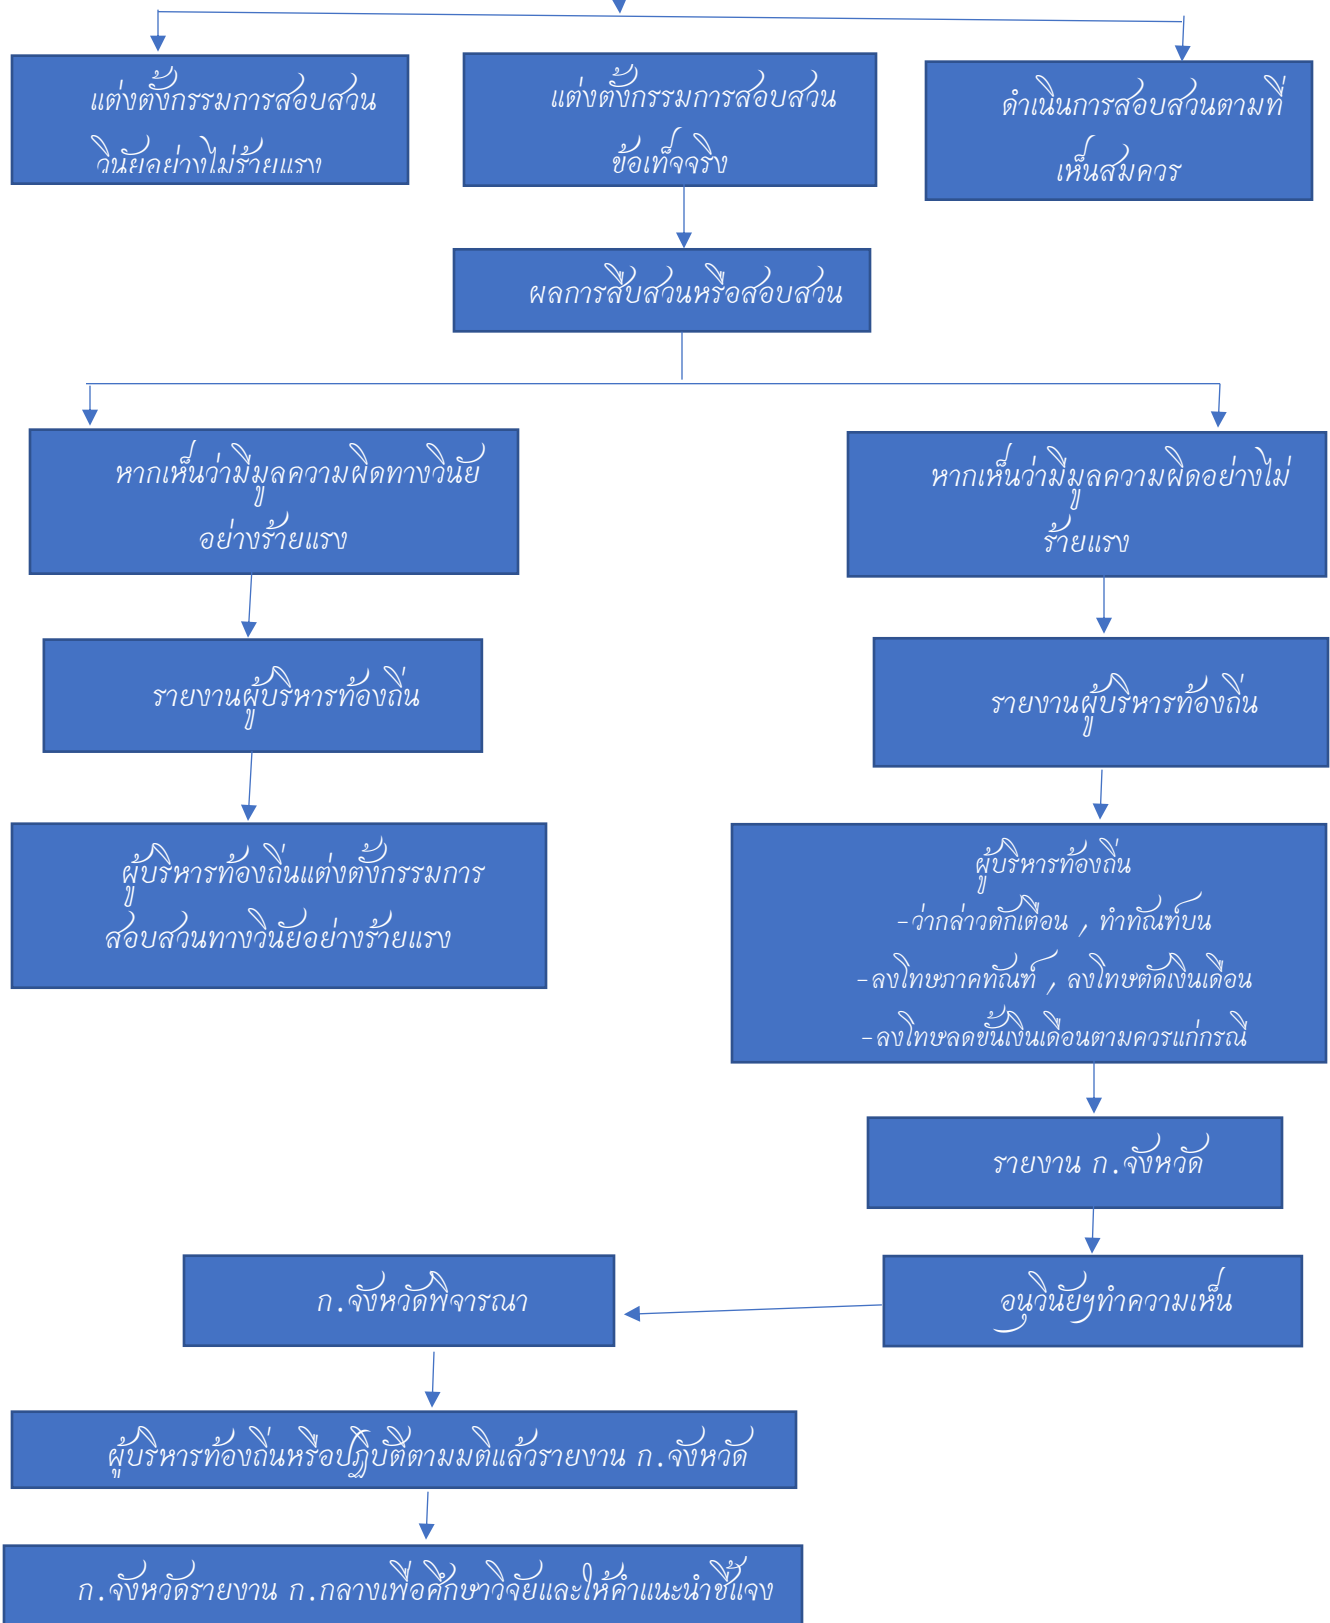 แต่งตั้งกรรมการสอบสวน
วินัยอย่างไม่ร้ายแรง
แต่งตั้งกรรมการสอบสวน
ข้อเท็จจริง
ดำเนินการสอบสวนตามที่
เห็นสมควร
ผลการสืบสวนหรือสอบสวน
หากเห็นว่ามีมูลความผิดทางวินัย
อย่างร้ายแรง
หากเห็นว่ามีมูลความผิดอย่างไม่
ร้ายแรง
รายงานผู้บริหารท้องถิ่น
รายงานผู้บริหารท้องถิ่น
ผู้บริหารท้องถิ่นแต่งตั้งกรรมการ
สอบสวนทางวินัยอย่างร้ายแรง
ผู้บริหารท้องถิ่น
-ว่ากล่าวตักเตือน , ทำทัณฑ์บน
-ลงโทษภาคทัณฑ์ , ลงโทษตัดเงินเดือน
-ลงโทษลดขั้นเงินเดือนตามควรแก่กรณี
รายงาน ก.จังหวัด
อนุวินัยฯทำความเห็น
ก.จังหวัดพิจารณา
ผู้บริหารท้องถิ่นหรือปฏิบัติตามมติแล้วรายงาน ก.จังหวัด
ก.จังหวัดรายงาน ก.กลางเพื่อศึกษาวิจัยและให้คำแนะนำชี้แจง